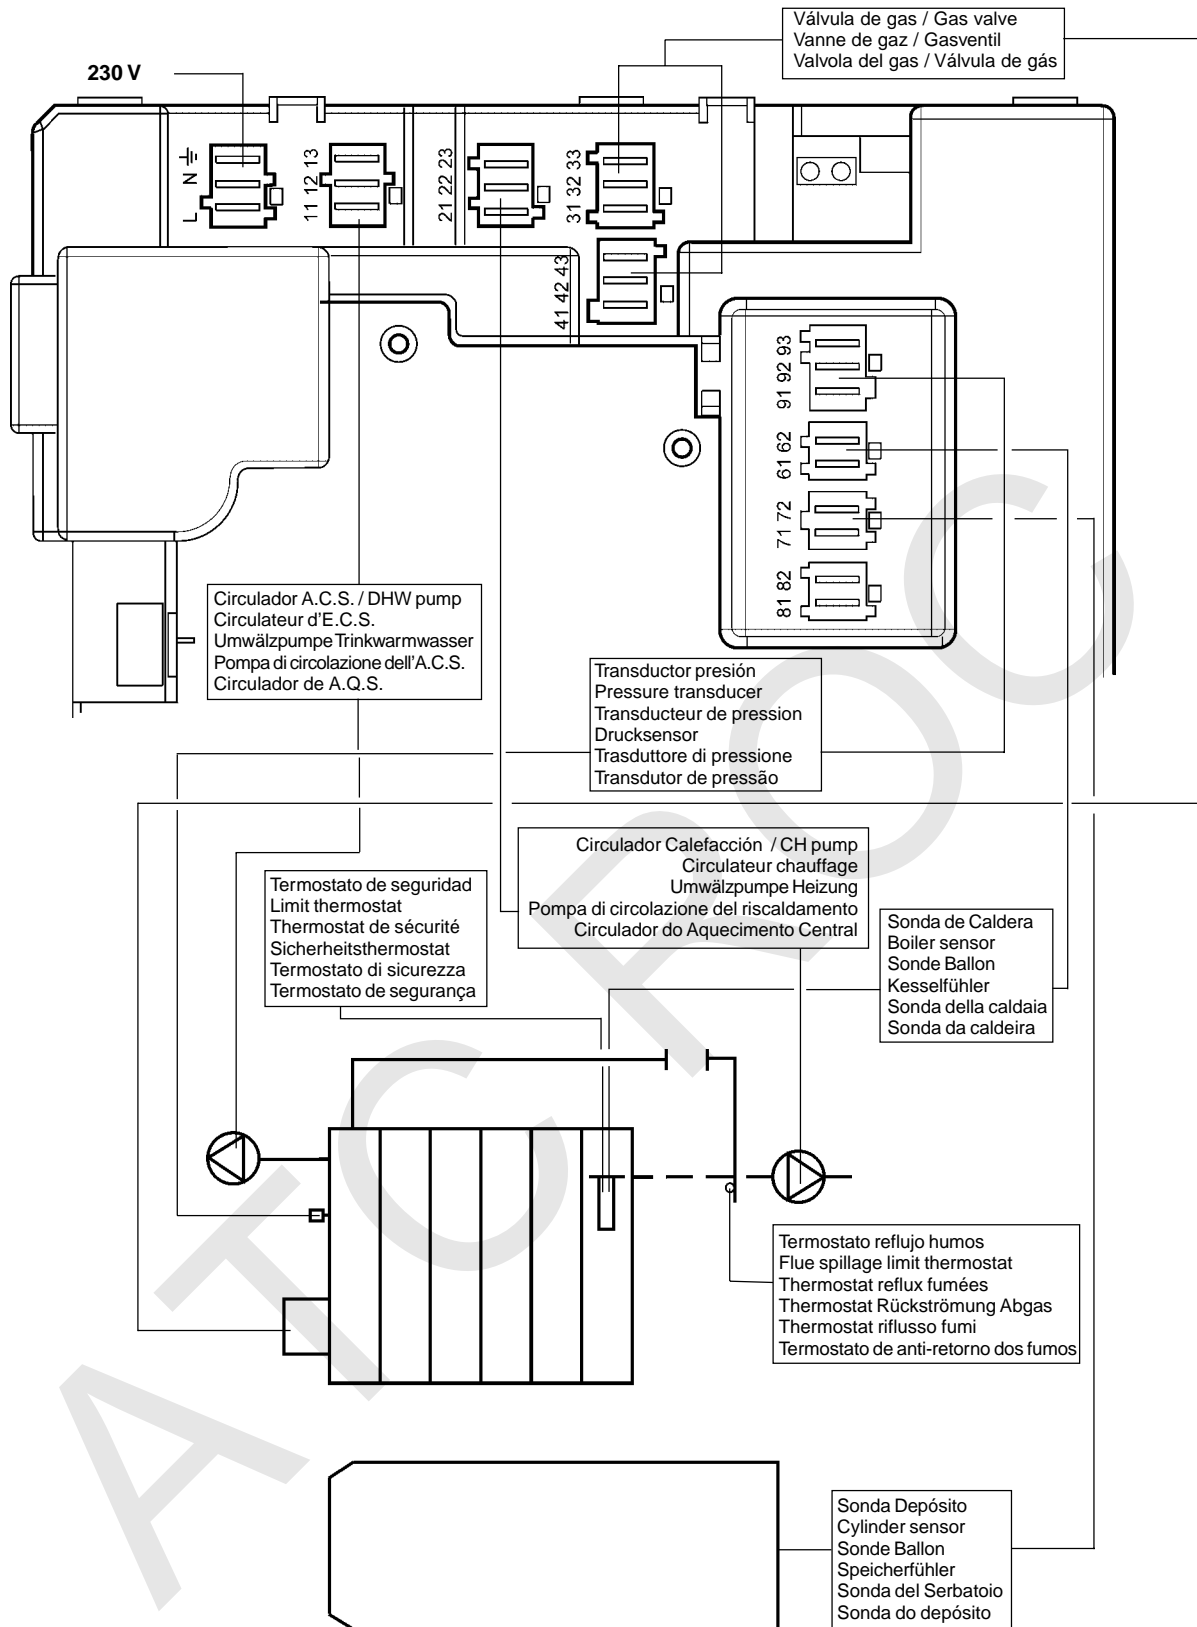 Válvula de gas / Gas valve
Vanne de gaz / Gasventil
Valvola del gas / Válvula de gás
230 V
L N
11 12 13
21 22 23
31 32 33
41 42 43
91 92 93
61 62
71 72
81 82
Circulador A.C.S. / DHW pump
Circulateur d'E.C.S.
Umwälzpumpe Trinkwarmwasser
Pompa di circolazione dell'A.C.S.
Circulador de A.Q.S.
Transductor presión
Pressure transducer
Transducteur de pression
Drucksensor
Trasduttore di pressione
Transdutor de pressão
Circulador Calefacción / CH pump
Circulateur chauffage
Umwälzpumpe Heizung
Pompa di circolazione del riscaldamento
Circulador do Aquecimento Central
Termostato de seguridad
Limit thermostat
Thermostat de sécurité
Sicherheitsthermostat
Termostato di sicurezza
Termostato de segurança
Sonda de Caldera
Boiler sensor
Sonde Ballon
Kesselfühler
Sonda della caldaia
Sonda da caldeira
Termostato reflujo humos
Flue spillage limit thermostat
Thermostat reflux fumées
Thermostat Rückströmung Abgas
Thermostat riflusso fumi
Termostato de anti-retorno dos fumos
Sonda Depósito
Cylinder sensor
Sonde Ballon
Speicherfühler
Sonda del Serbatoio
Sonda do depósito
ATC ROC